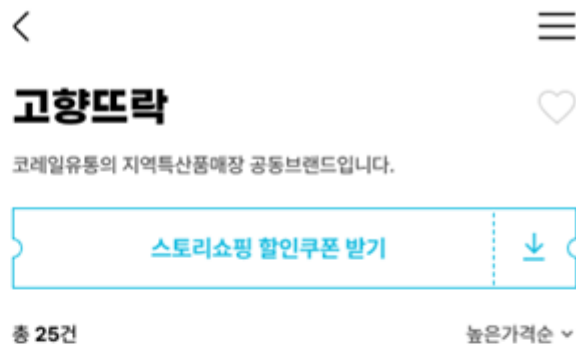 고향뜨락
코레일유통의 지역특산품매장 공동브랜드입니다.
스토리쇼핑 할인쿠폰 받기
총 25건
높은가격순